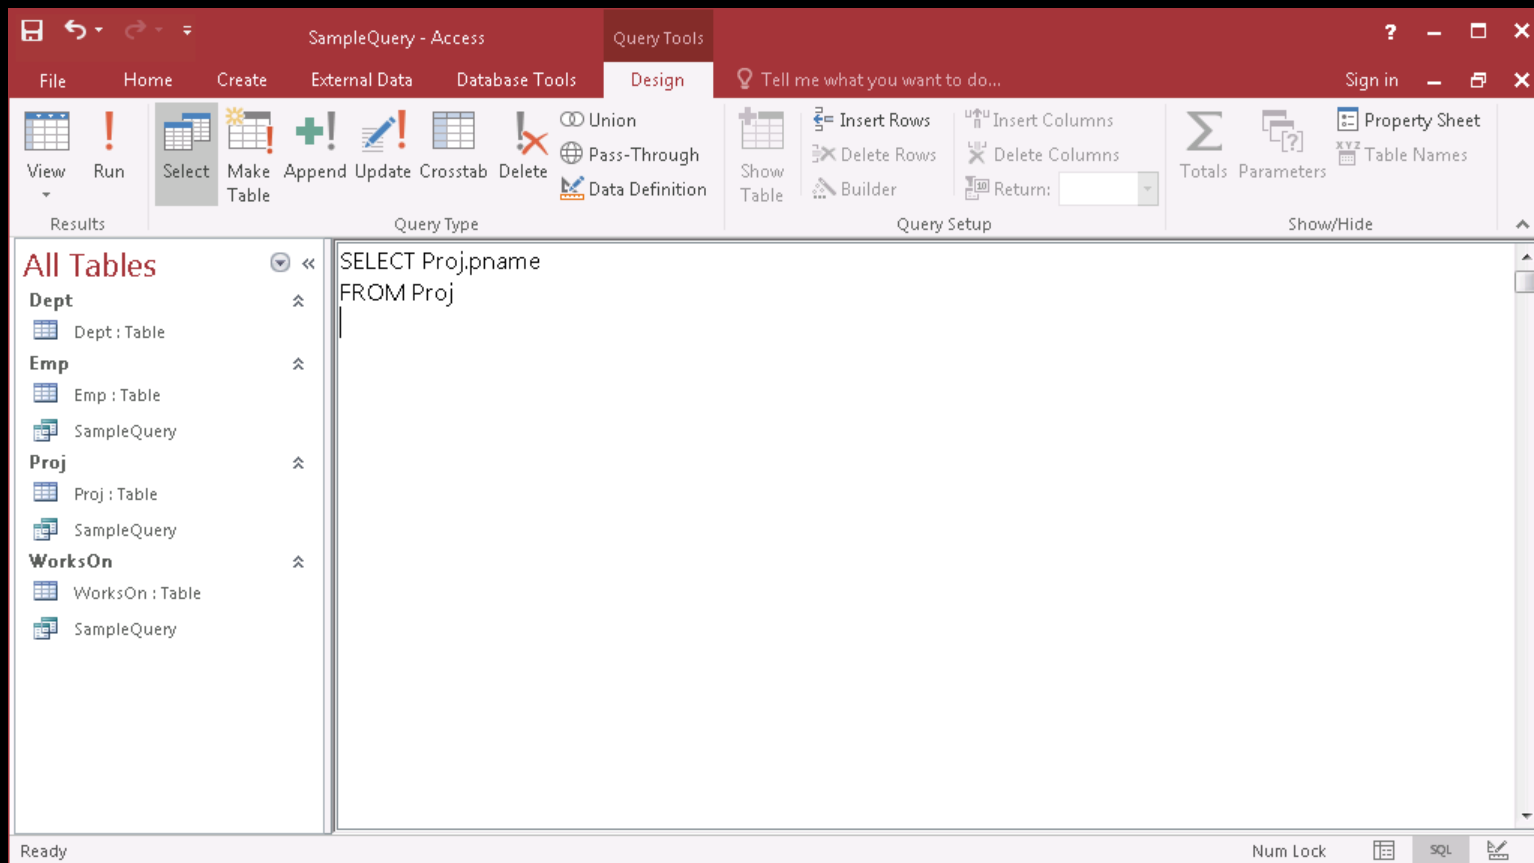 SampleQuery - Access
Query Tools
?
File Home Create External Data Database Tools Design Tell me what you want to do... Sign in
View
Run
Select
Make Table
Append
Update
Crosstab
Delete
Union
Pass-Through
Data Definition
Show Table
Insert Rows
Delete Rows
Builder
Insert Columns
Delete Columns
Return:
Totals
Parameters
Property Sheet
XYZ Table Names
Results
Query Type
Query Setup
Show/Hide
All Tables
Dept
Dept : Table
Emp
Emp : Table
SampleQuery
Proj
Proj : Table
SampleQuery
WorksOn
WorksOn : Table
SampleQuery
SELECT Proj.pname
FROM Proj
Ready
Num Lock
SQL